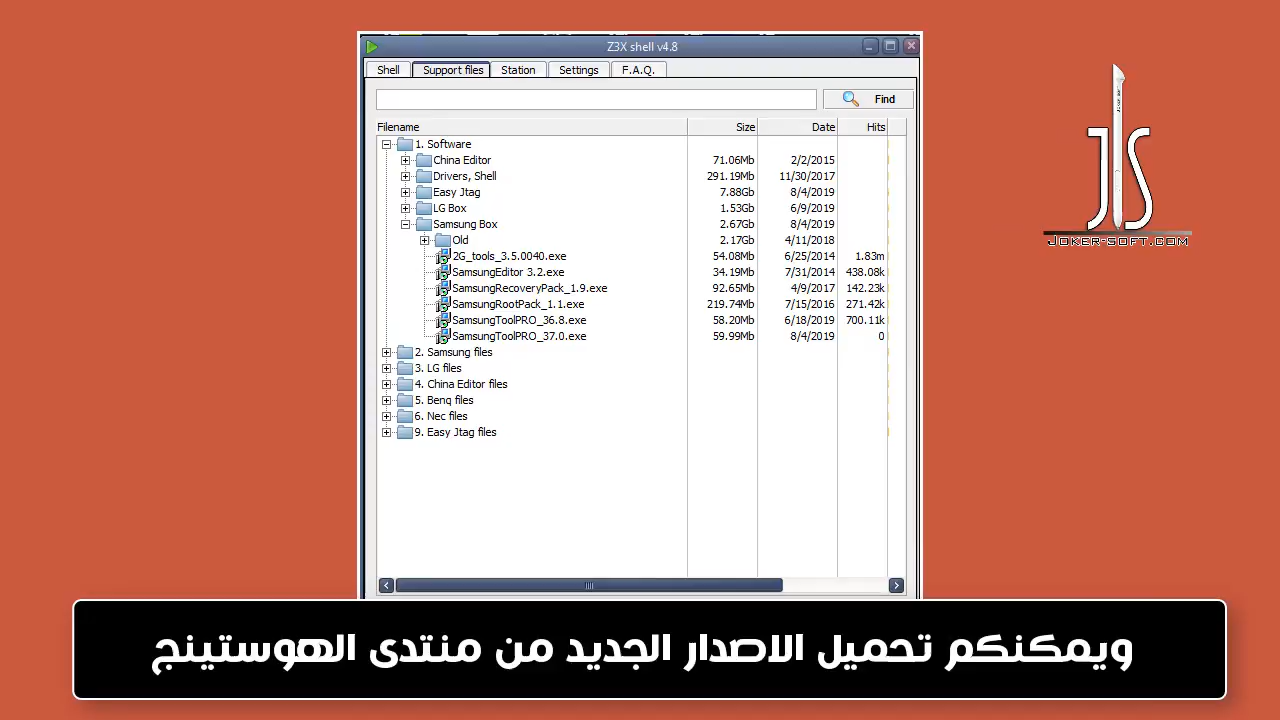 Z3X shell v4.8
Shell Support files Station Settings F.A.Q.
Find
Filename Size Date Hits
1. Software
China Editor 71.06Mb 2/2/2015
Drivers, Shell 291.19Mb 11/30/2017
Easy Jtag 7.88Gb 8/4/2019
LG Box 1.53Gb 6/9/2019
Samsung Box 2.67Gb 8/4/2019
Old 2.17Gb 4/11/2018
2G_tools_3.5.0040.exe 54.08Mb 6/25/2014 1.83m
SamsungEditor 3.2.exe 34.19Mb 7/31/2014 438.08k
SamsungRecoveryPack_1.9.exe 92.65Mb 4/9/2017 142.23k
SamsungRootPack_1.1.exe 219.74Mb 7/15/2016 271.42k
SamsungToolPRO_36.8.exe 58.20Mb 6/18/2019 700.11k
SamsungToolPRO_37.0.exe 59.99Mb 8/4/2019 0
2. Samsung files
3. LG files
4. China Editor files
5. Benq files
6. Nec files
9. Easy Jtag files
JS
JOKER-SOFT.COM
ويمكنكم تحميل الاصدار الجديد من منتدى الهوستينج